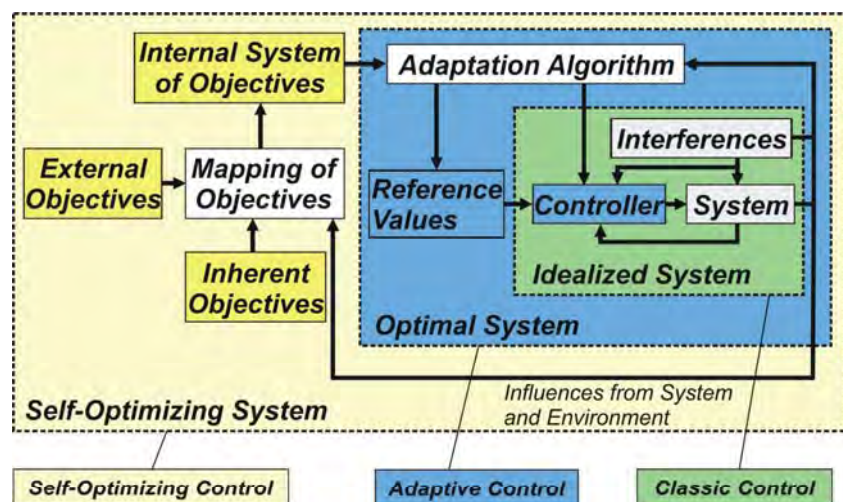 Internal System
of Objectives
Adaptation Algorithm
Interferences
External
Objectives
Mapping of
Objectives
Reference
Values
Controller
System
Inherent
Objectives
Idealized System
Optimal System
Influences from System
and Environment
Self-Optimizing System
Self-Optimizing Control
Adaptive Control
Classic Control